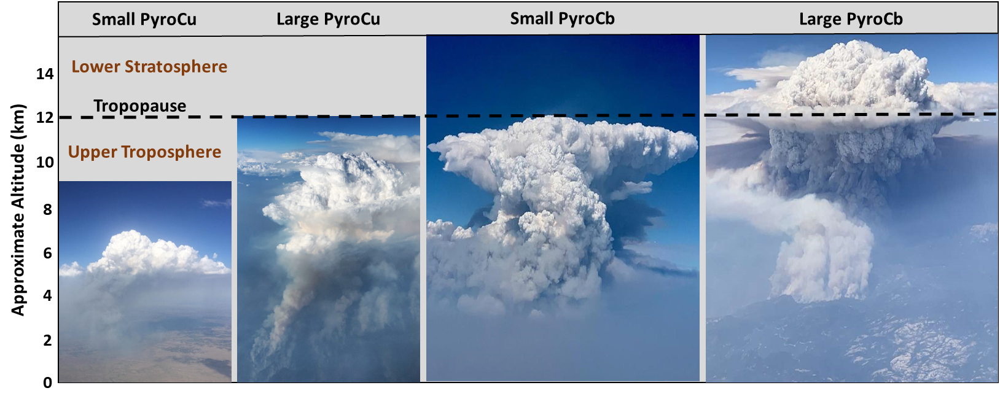 Small PyroCu
Large PyroCu
Small PyroCb
Large PyroCb
Lower Stratosphere
Tropopause
Upper Troposphere
Approximate Altitude (km)
14
12
10
8
6
4
2
0